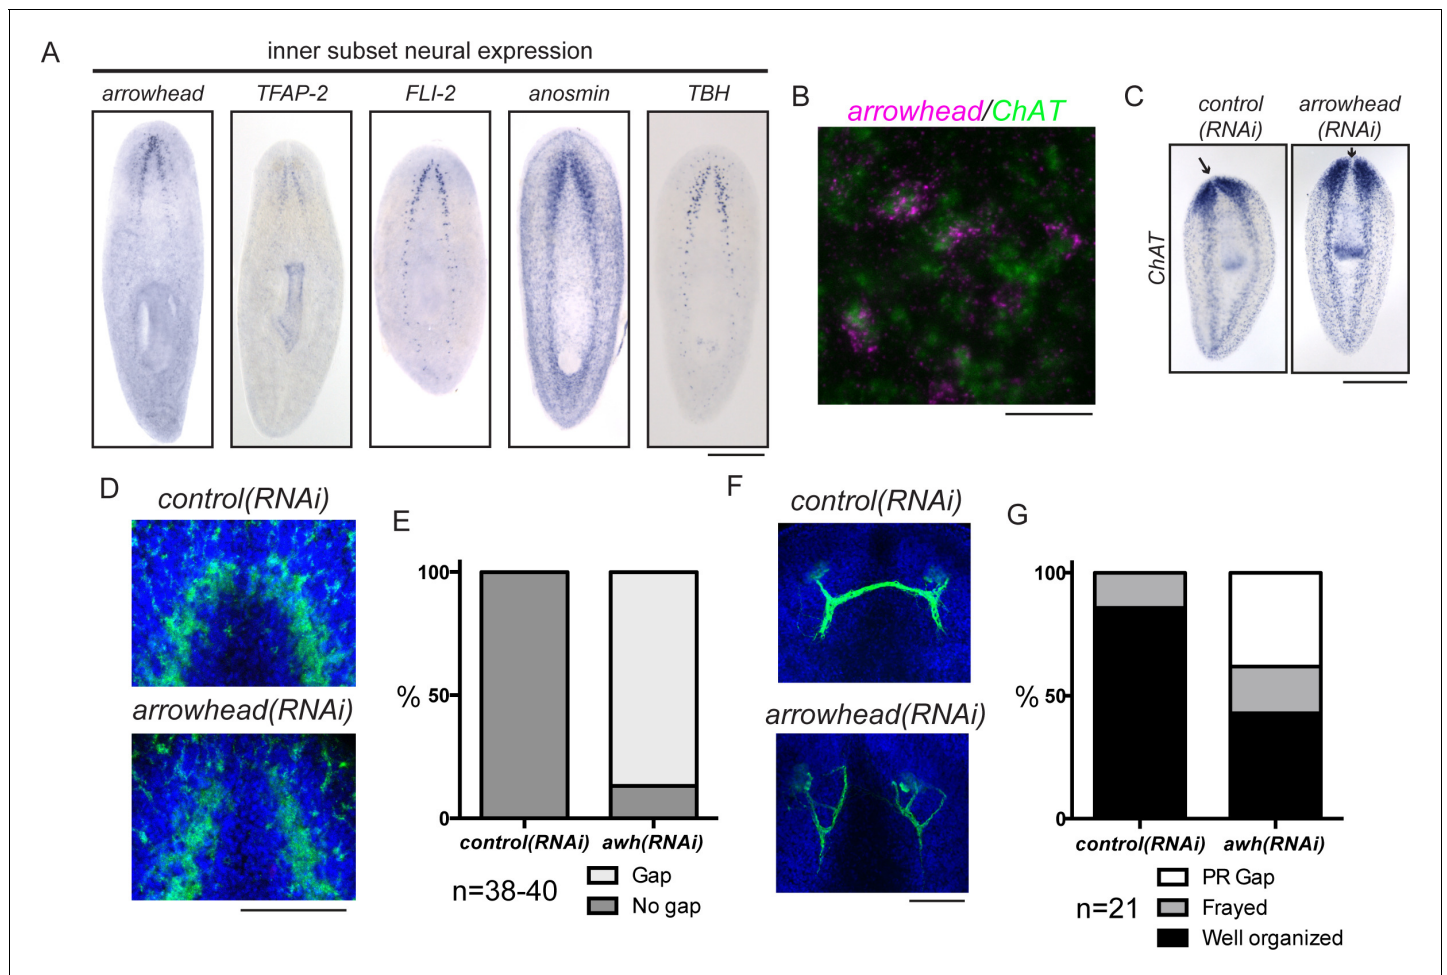 A
inner subset neural expression
arrowhead
TFAP-2
FLI-2
anosmin
TBH
B
arrowhead/ChAT
C
control
(RNAi)
arrowhead
(RNAi)
ChAT
D
control(RNAi)
arrowhead(RNAi)
E
100
%
50
0
control(RNAi)
awh(RNAi)
n=38-40
Gap
No gap
F
control(RNAi)
arrowhead(RNAi)
G
100
%
50
0
control(RNAi)
awh(RNAi)
n=21
PR Gap
Frayed
Well organized